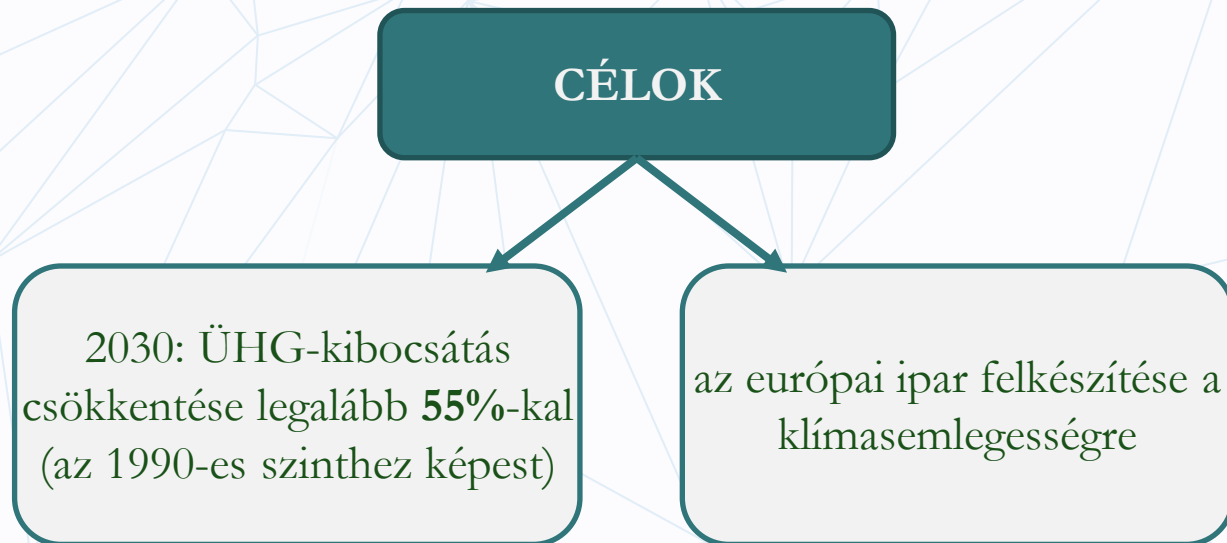 CÉLOK
2030: ÜHG-kibocsátás
csökkentése legalább 55%-kal
(az 1990-es szinthez képest)
az európai ipar felkészítése a
klímasemlegességre